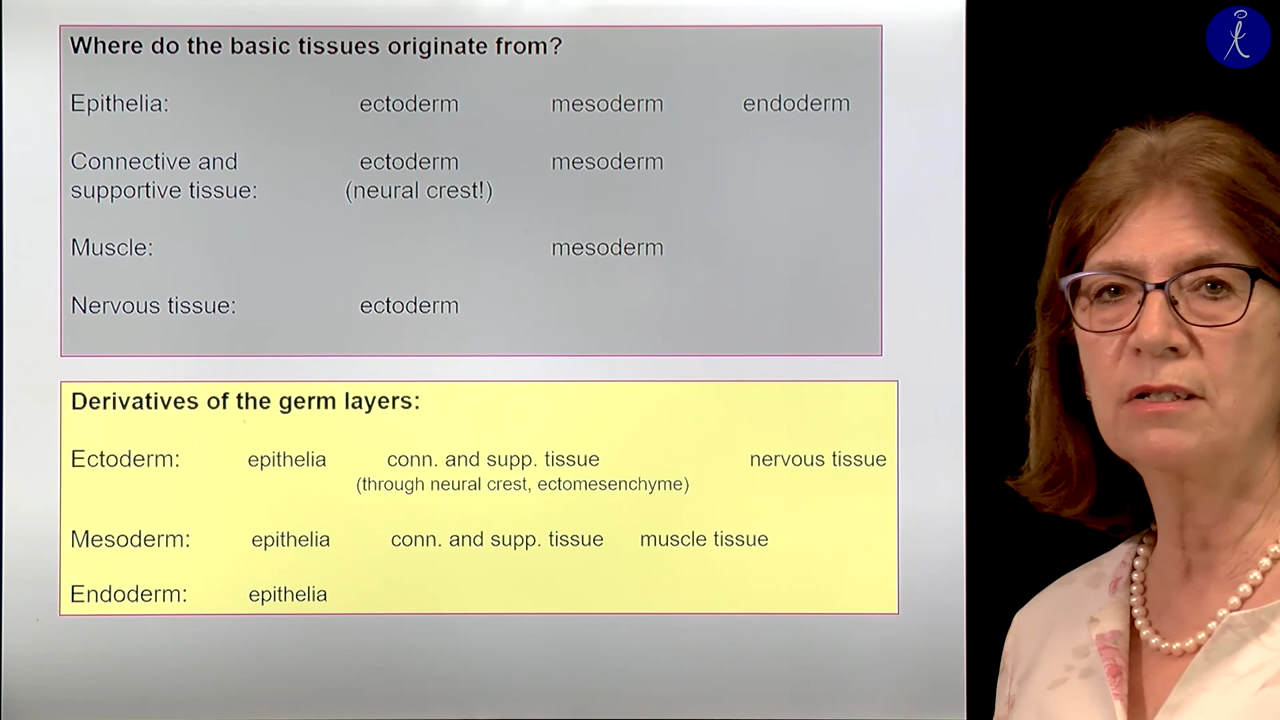 Where do the basic tissues originate from?
Epithelia: ectoderm mesoderm endoderm
Connective and ectoderm mesoderm
supportive tissue: (neural crest!)
Muscle: mesoderm
Nervous tissue: ectoderm
Derivatives of the germ layers:
Ectoderm: epithelia conn. and supp. tissue nervous tissue
(through neural crest, ectomesenchyme)
Mesoderm: epithelia conn. and supp. tissue muscle tissue
Endoderm: epithelia